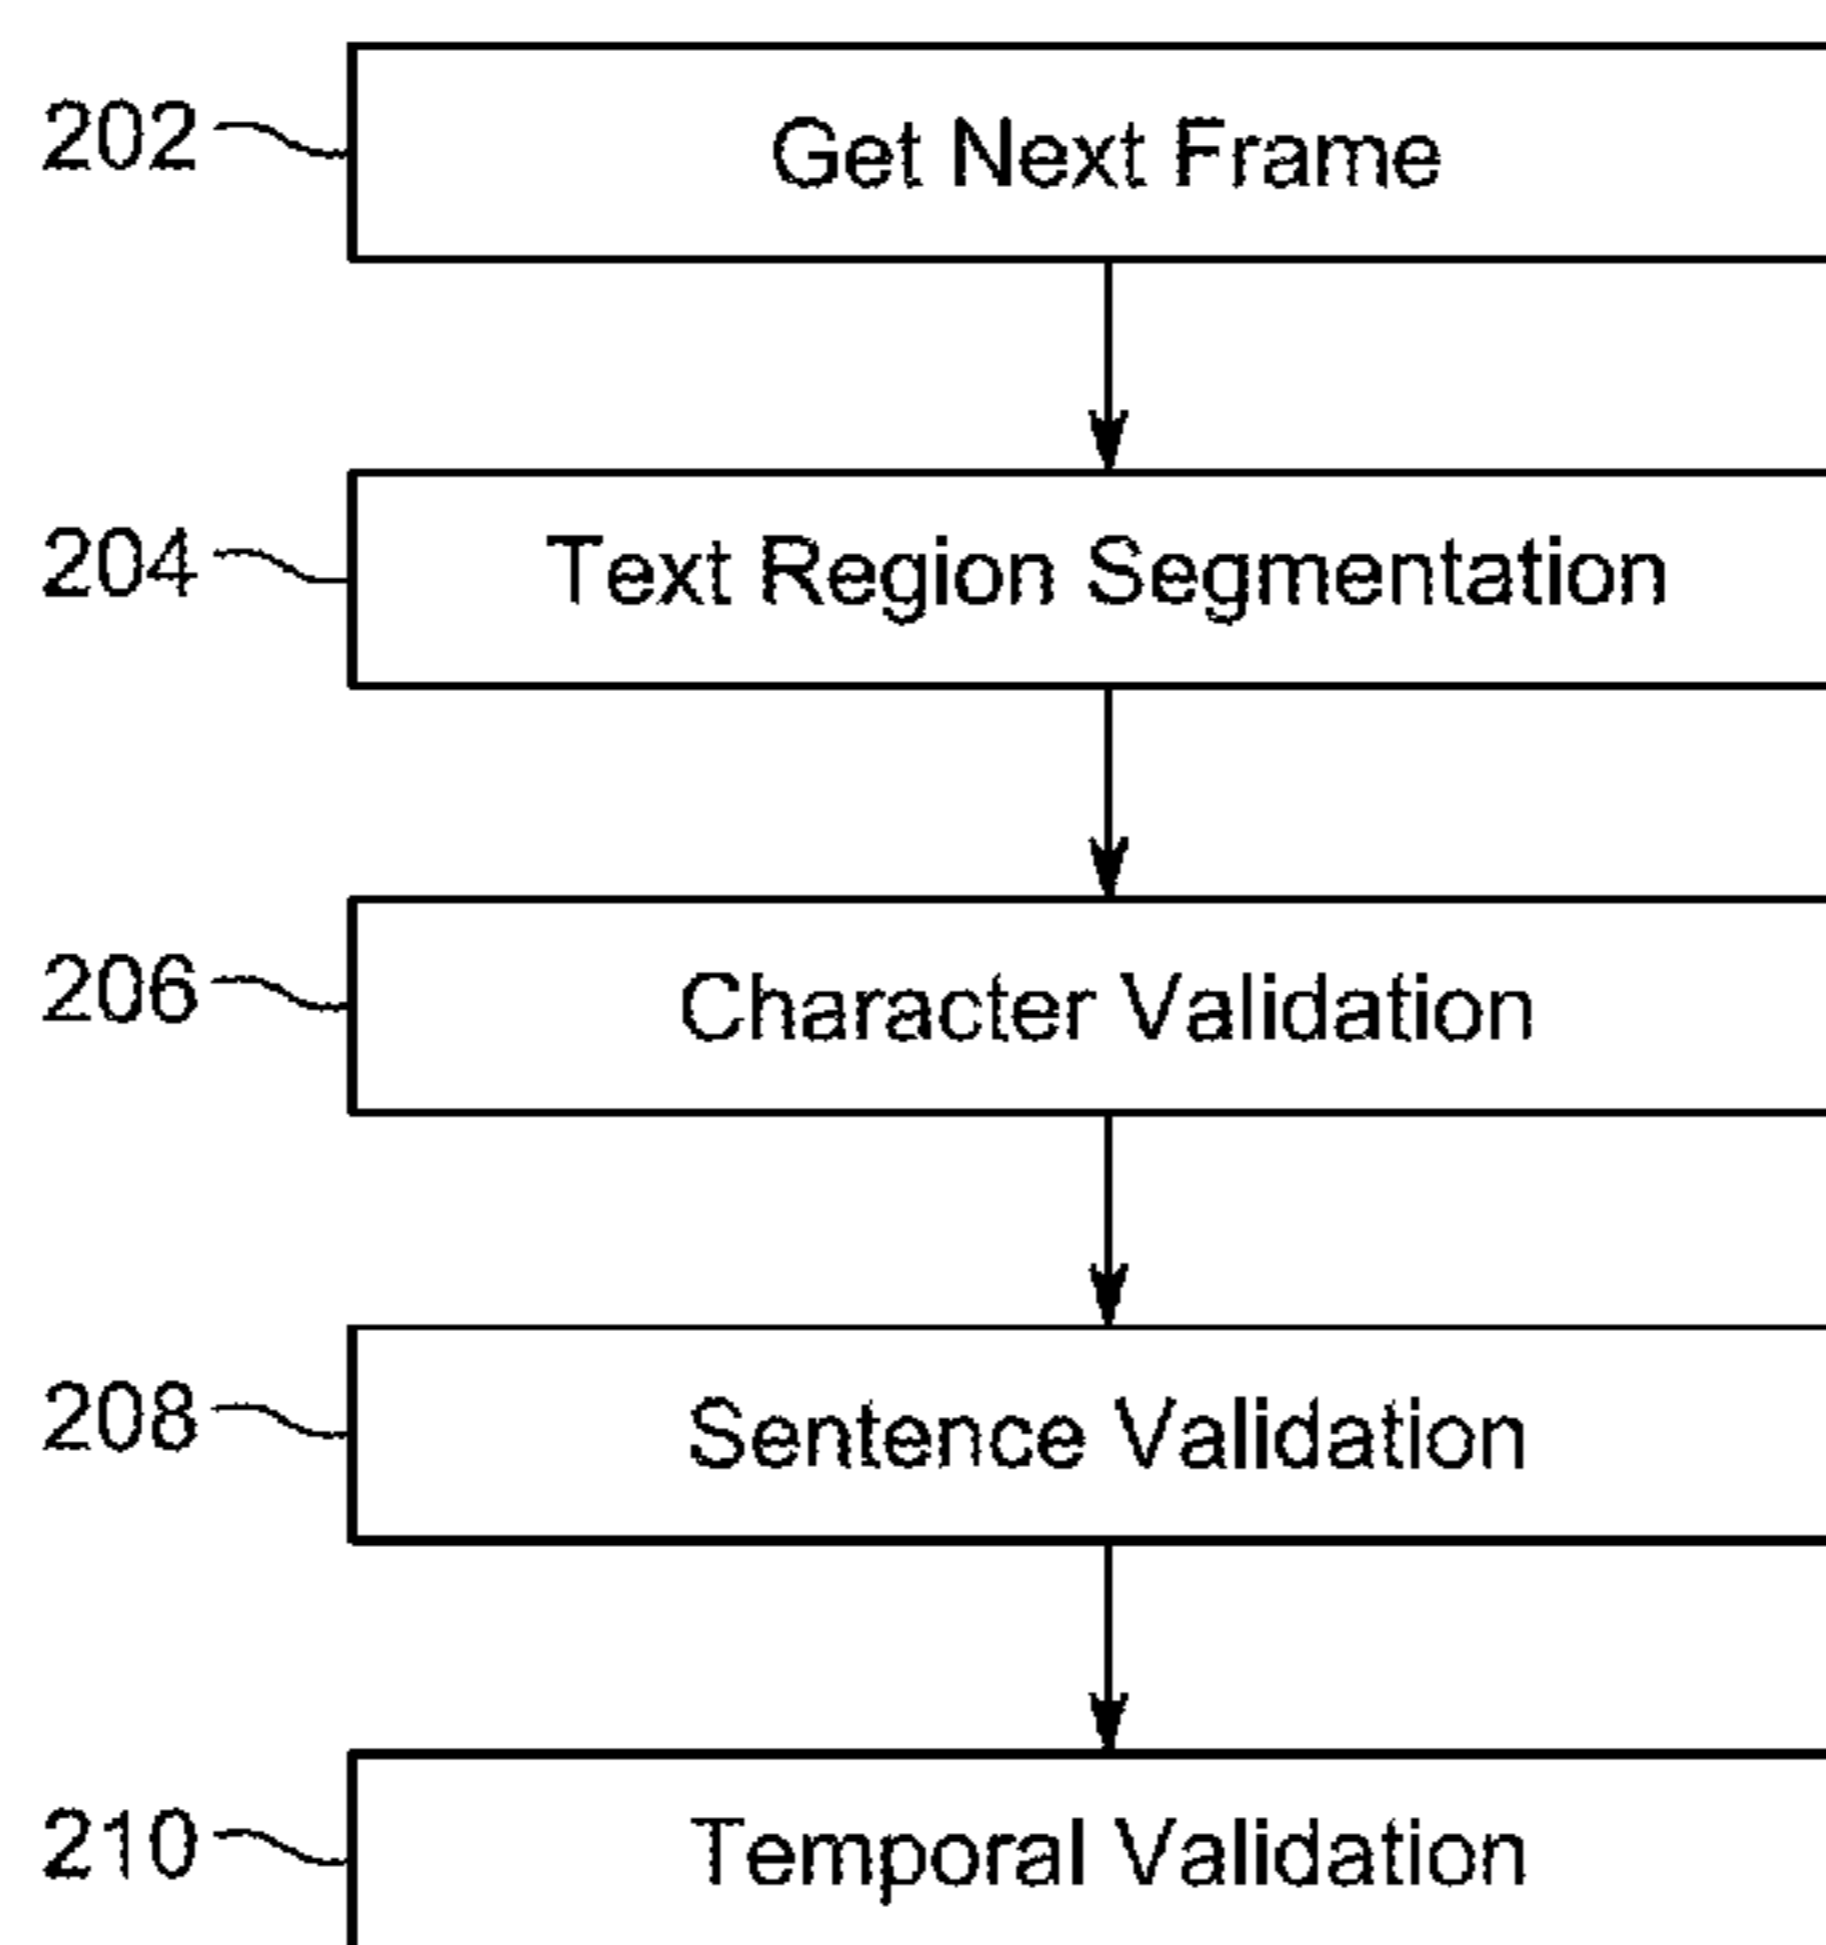 202 Get Next Frame
204 Text Region Segmentation
206 Character Validation
208 Sentence Validation
210 Temporal Validation